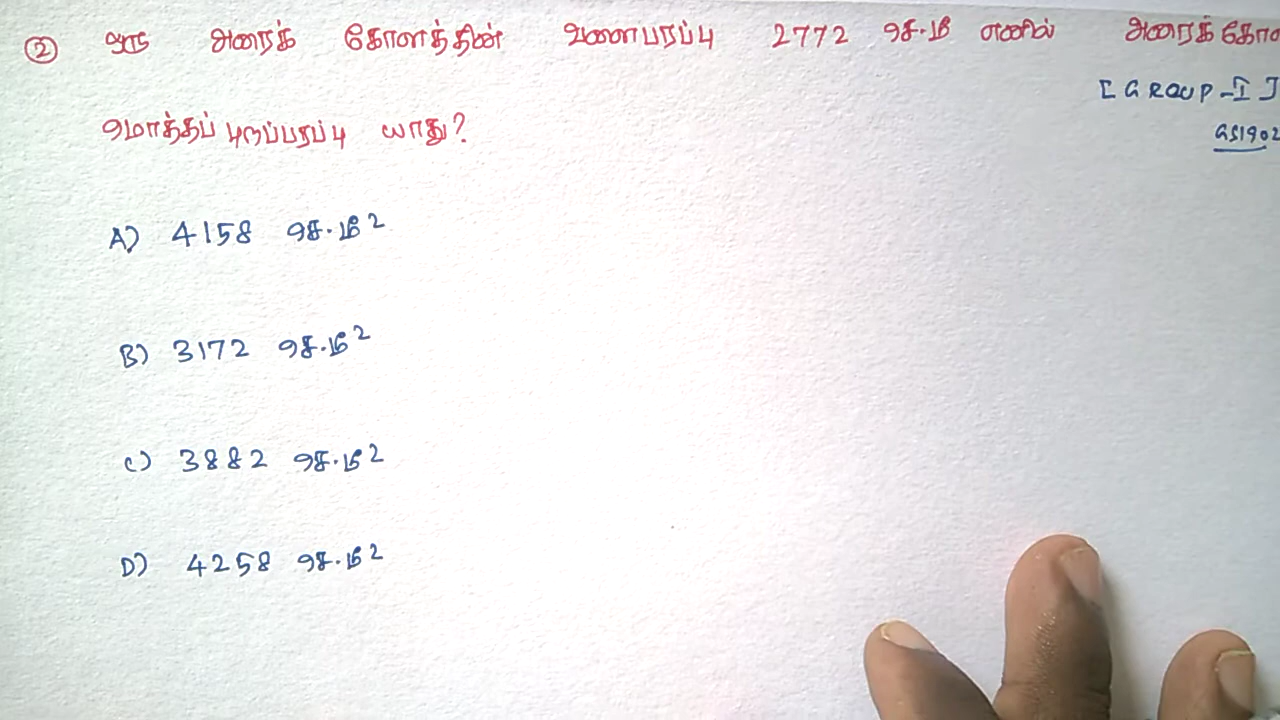 ② ஒரு அரைக் கோளத்தின் வளைபரப்பு 2772 செ.மீ எனில் அரைக் கோள
[GROUP-I]
மொத்தப் புறப்பரப்பு யாது?
GS1902
A) 4158 செ.மீ²
B) 3172 செ.மீ²
C) 3882 செ.மீ²
D) 4258 செ.மீ²